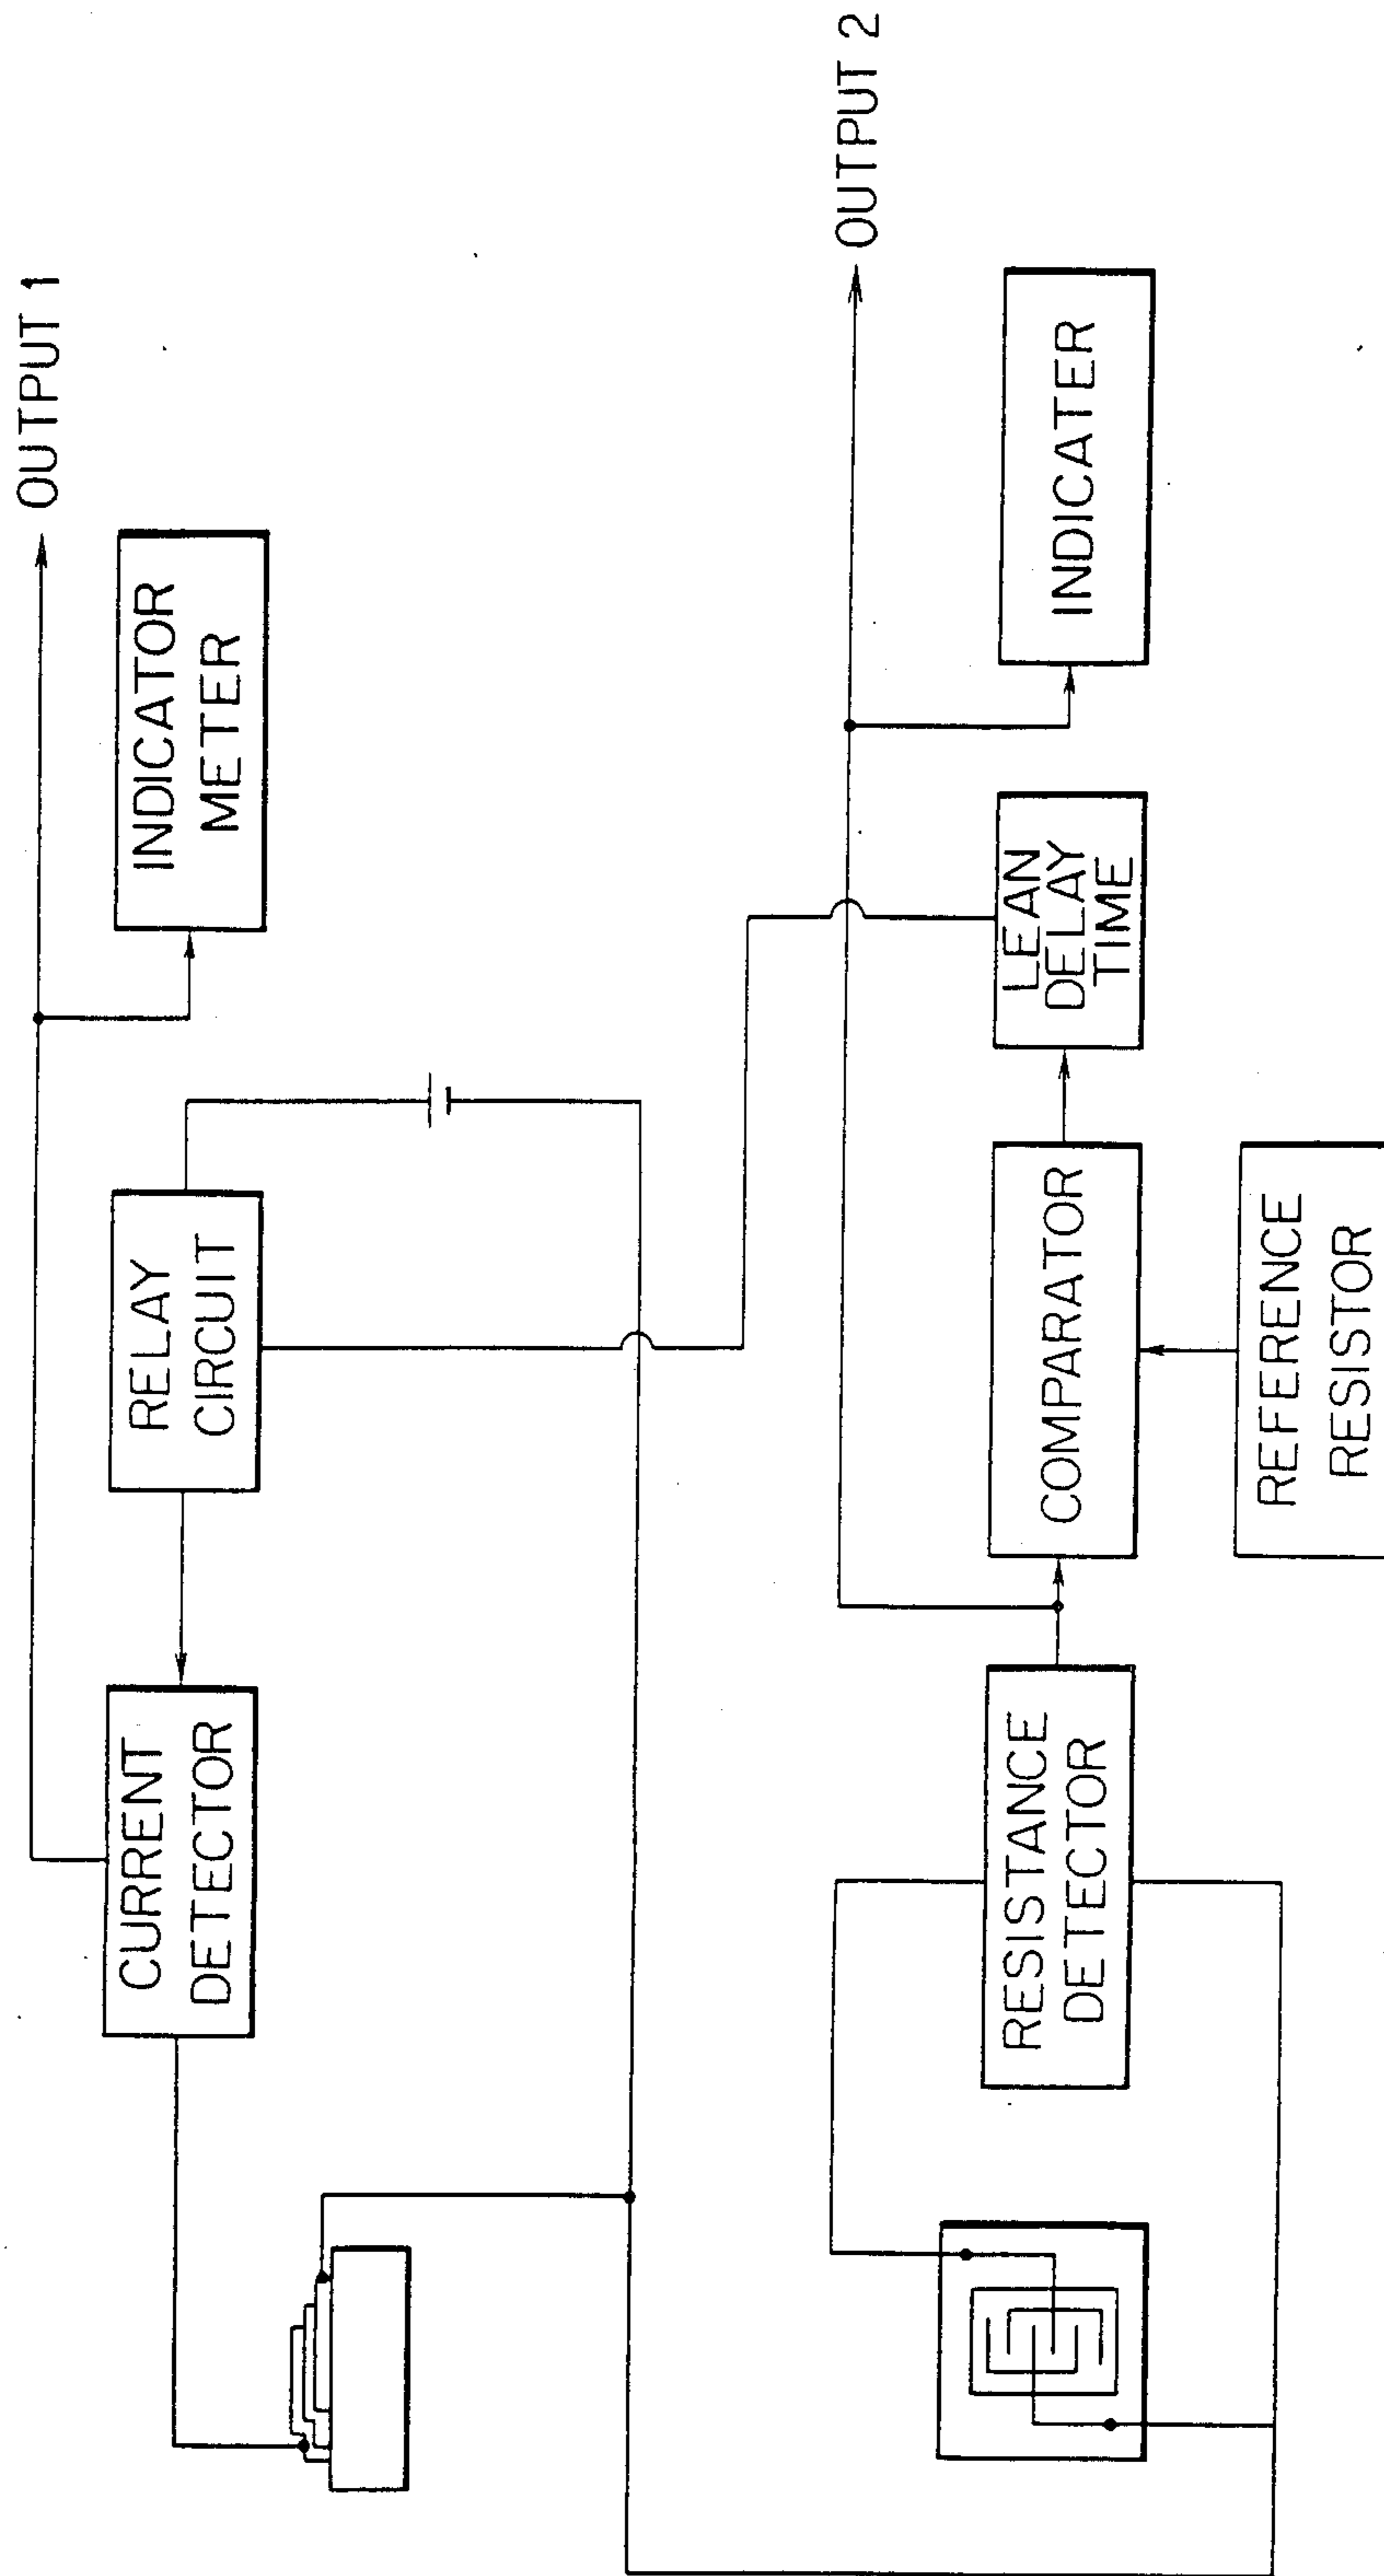 OUTPUT 1
INDICATOR
METER
RELAY
CIRCUIT
CURRENT
DETECTOR
OUTPUT 2
INDICATER
LEAN
DELAY
TIME
COMPARATOR
REFERENCE
RESISTOR
RESISTANCE
DETECTOR